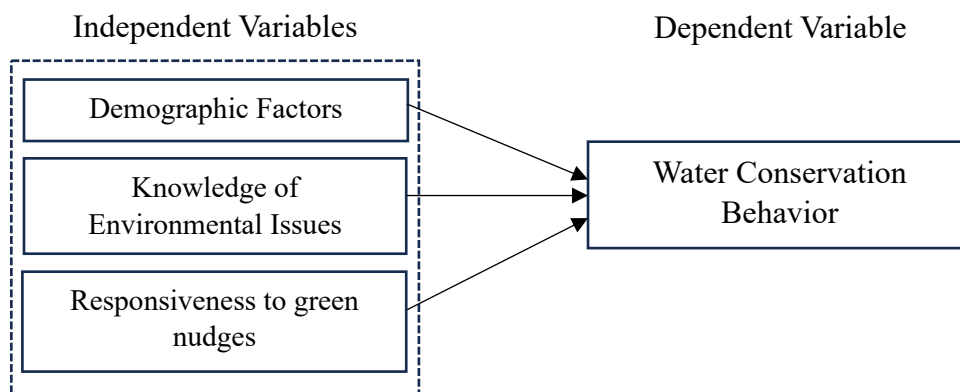 Independent Variables
Dependent Variable
Demographic Factors
Knowledge of
Environmental Issues
Responsiveness to green
nudges
Water Conservation
Behavior